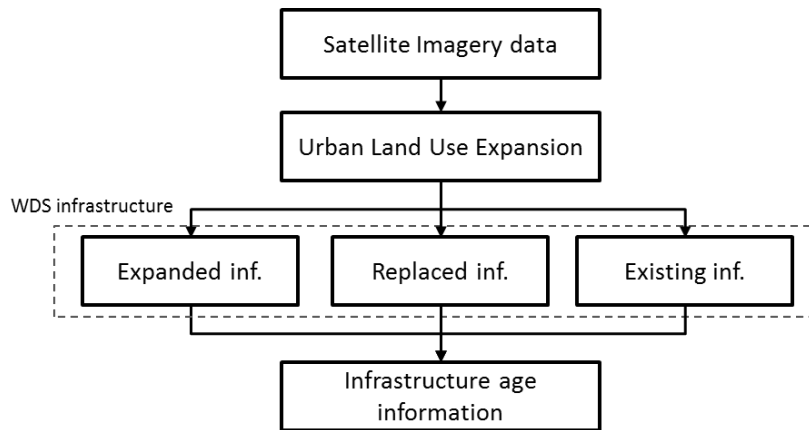 Satellite Imagery data
Urban Land Use Expansion
WDS infrastructure
Expanded inf.
Replaced inf.
Existing inf.
Infrastructure age
information